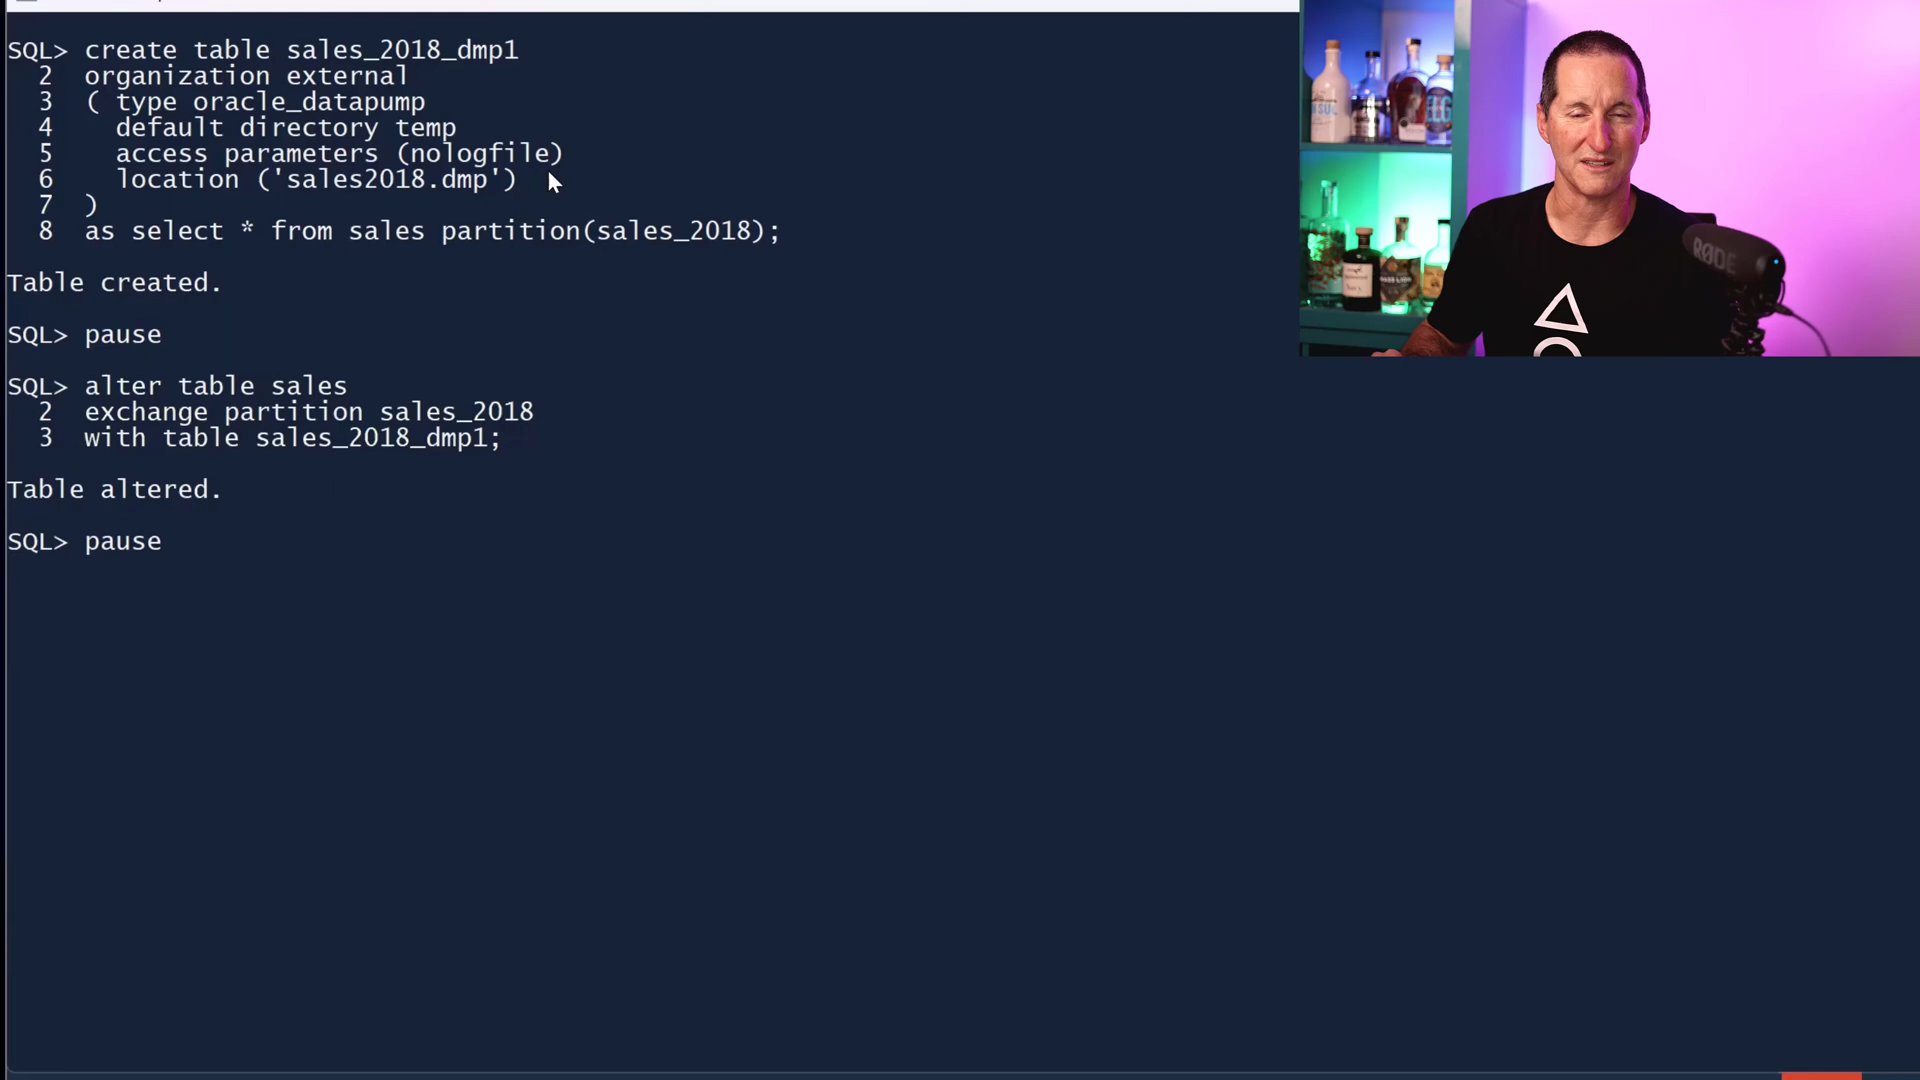 SQL> create table sales_2018_dmp1
2 organization external
3 ( type oracle_datapump
4 default directory temp
5 access parameters (nologfile)
6 location ('sales2018.dmp')
7 )
8 as select * from sales partition(sales_2018);
Table created.
SQL> pause
SQL> alter table sales
2 exchange partition sales_2018
3 with table sales_2018_dmp1;
Table altered.
SQL> pause
RØDE